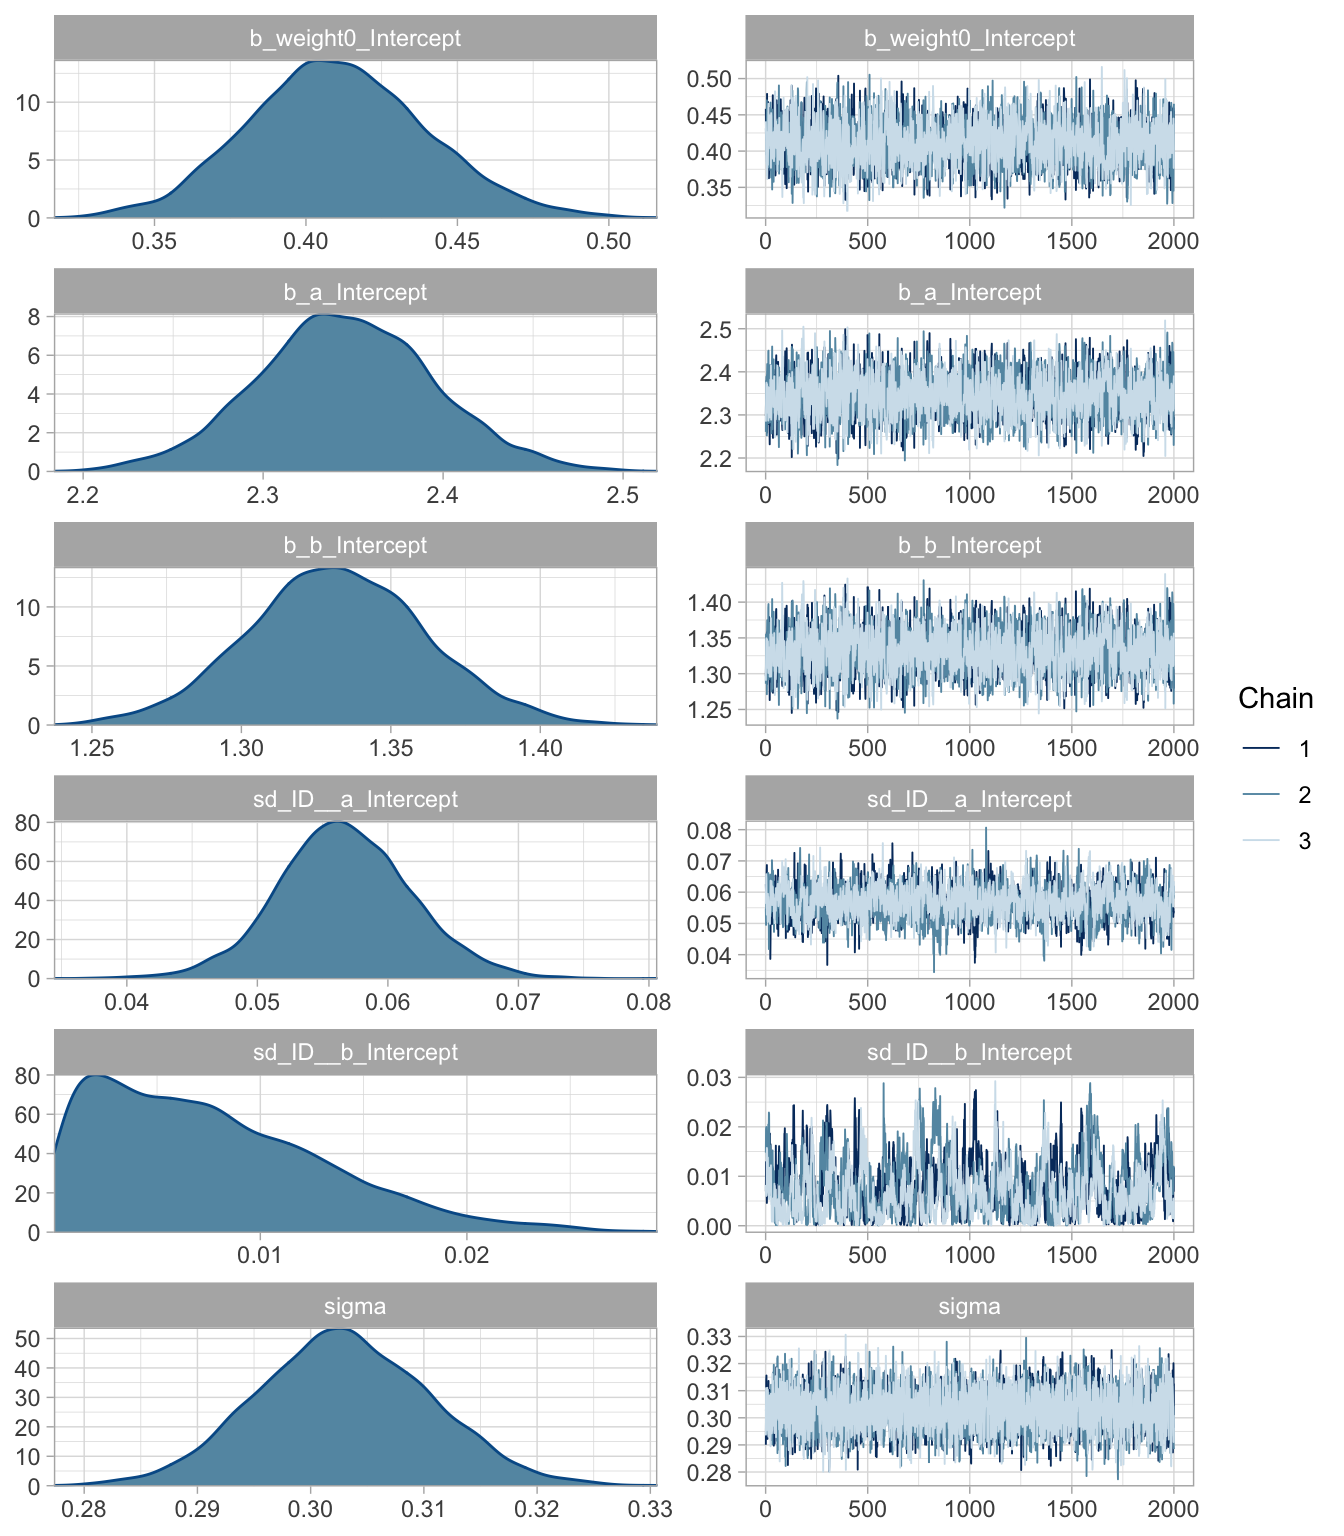 b_weight0_Intercept
10
5
0
0.35 0.40 0.45 0.50
b_weight0_Intercept
0.50
0.45
0.40
0.35
0 500 1000 1500 2000
b_a_Intercept
8
6
4
2
0
2.2 2.3 2.4 2.5
b_a_Intercept
2.5
2.4
2.3
2.2
0 500 1000 1500 2000
b_b_Intercept
10
5
0
1.25 1.30 1.35 1.40
b_b_Intercept
1.40
1.35
1.30
1.25
0 500 1000 1500 2000
sd_ID__a_Intercept
80
60
40
20
0
0.04 0.05 0.06 0.07 0.08
sd_ID__a_Intercept
0.08
0.07
0.06
0.05
0.04
0 500 1000 1500 2000
sd_ID__b_Intercept
80
60
40
20
0
0.01 0.02
sd_ID__b_Intercept
0.03
0.02
0.01
0.00
0 500 1000 1500 2000
sigma
50
40
30
20
10
0
0.28 0.29 0.30 0.31 0.32 0.33
sigma
0.33
0.32
0.31
0.30
0.29
0.28
0 500 1000 1500 2000
Chain
1
2
3